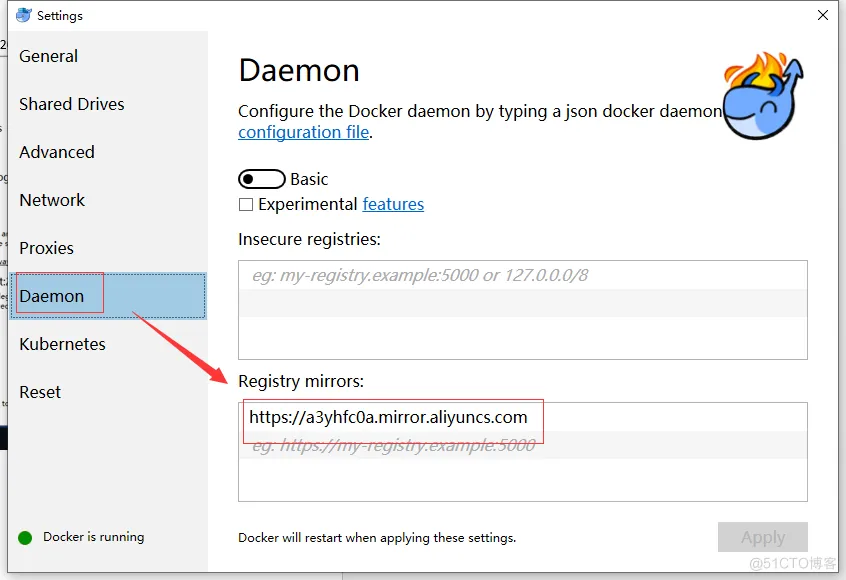 Settings
General
Shared Drives
Advanced
Network
Proxies
Daemon
Kubernetes
Reset
Docker is running
Daemon
Configure the Docker daemon by typing a json docker daemon
configuration file.
Basic
Experimental features
Insecure registries:
eg: my-registry.example:5000 or 127.0.0.0/8
Registry mirrors:
https://a3yhfc0a.mirror.aliyuncs.com
eg: https://my-registry.example:5000
Docker will restart when applying these settings.
Apply
@51CTO博客